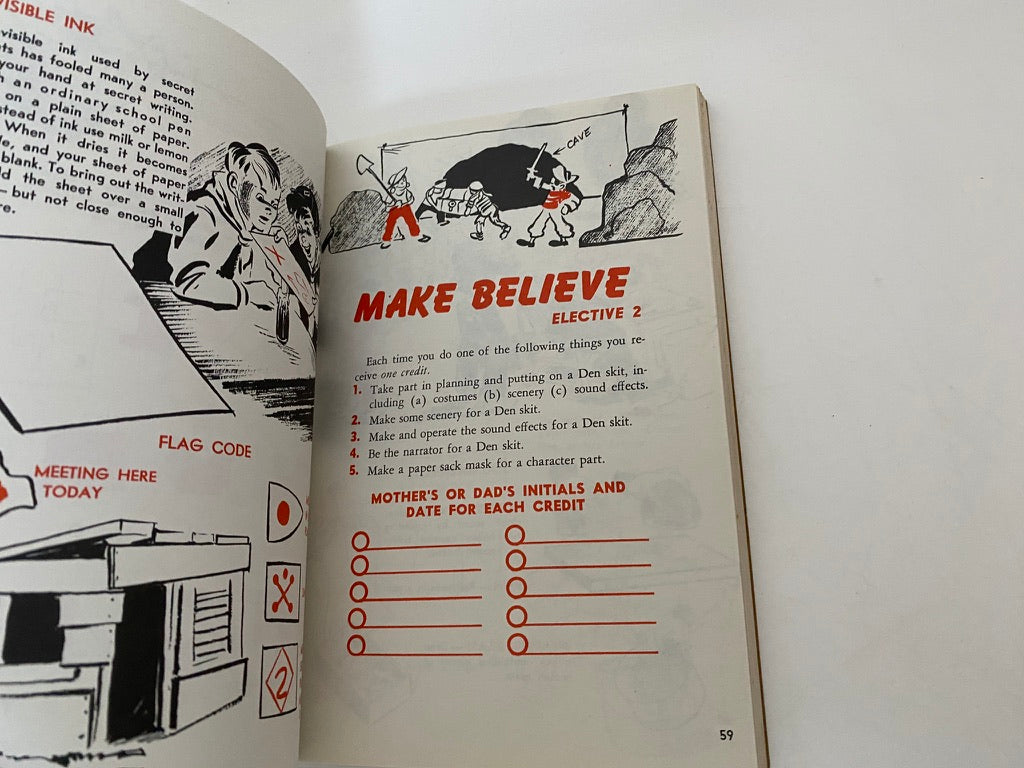 VISIBLE INK
visible ink used by secret
has fooled many a person.
your hand at secret writing.
an ordinary school pen
on a plain sheet of paper.
stead of ink use milk or lemon
When it dries it becomes
and your sheet of paper
blank. To bring out the writ-
the sheet over a small
— but not close enough to
FLAG CODE
MEETING HERE
TODAY
2
CAVE
MAKE BELIEVE
ELECTIVE 2
Each time you do one of the following things you re-
ceive one credit.
1. Take part in planning and putting on a Den skit, in-
cluding (a) costumes (b) scenery (c) sound effects.
2. Make some scenery for a Den skit.
3. Make and operate the sound effects for a Den skit.
4. Be the narrator for a Den skit.
5. Make a paper sack mask for a character part.
MOTHER'S OR DAD'S INITIALS AND
DATE FOR EACH CREDIT
59